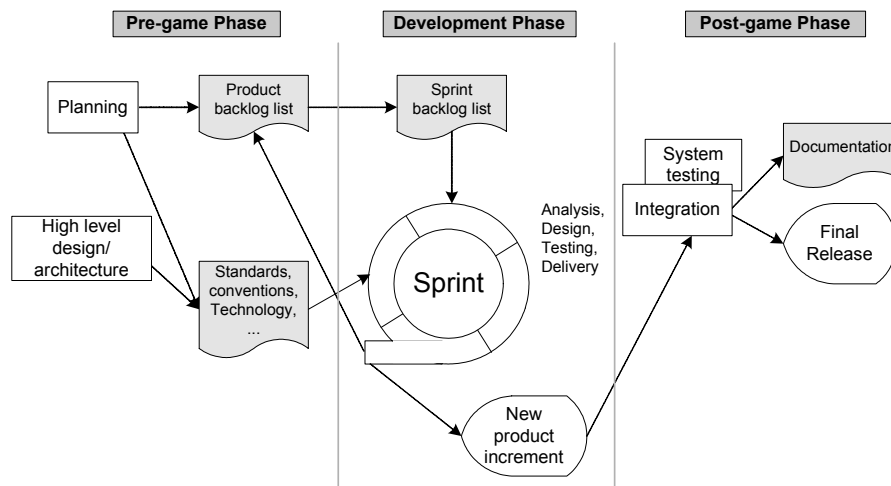 Pre-game Phase
Development Phase
Post-game Phase
Planning
Product
backlog list
Sprint
backlog list
System
testing
Documentation
Integration
High level
design/
architecture
Standards,
conventions,
Technology,
...
Sprint
Analysis,
Design,
Testing,
Delivery
Final
Release
New
product
increment